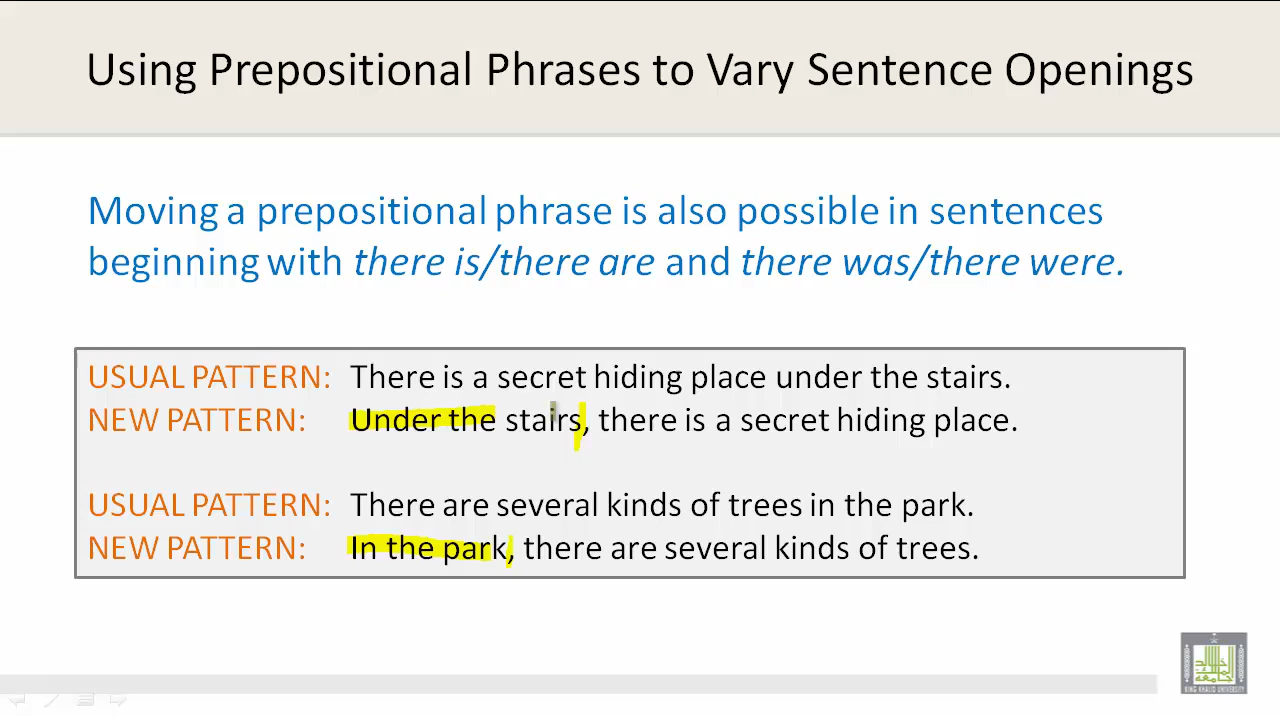 Using Prepositional Phrases to Vary Sentence Openings
Moving a prepositional phrase is also possible in sentences
beginning with there is/there are and there was/there were.
USUAL PATTERN: There is a secret hiding place under the stairs.
NEW PATTERN: Under the stairs, there is a secret hiding place.
USUAL PATTERN: There are several kinds of trees in the park.
NEW PATTERN: In the park, there are several kinds of trees.
KING KHALID UNIVERSITY